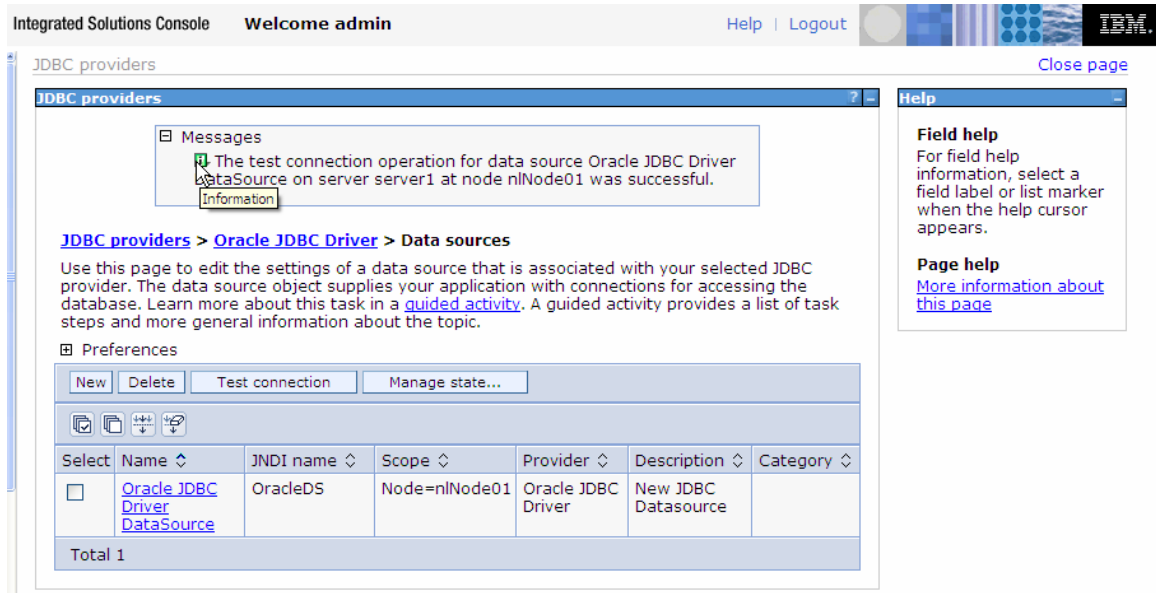 Integrated Solutions Console Welcome admin Help | Logout IBM.
JDBC providers Close page
JDBC providers ? –
Messages
The test connection operation for data source Oracle JDBC Driver
DataSource on server server1 at node nlNode01 was successful.
Information
JDBC providers > Oracle JDBC Driver > Data sources
Use this page to edit the settings of a data source that is associated with your selected JDBC
provider. The data source object supplies your application with connections for accessing the
database. Learn more about this task in a guided activity. A guided activity provides a list of task
steps and more general information about the topic.
Preferences
New Delete Test connection Manage state...
Select Name JNDI name Scope Provider Description Category
Oracle JDBC OracleDS Node=nlNode01 Oracle JDBC New JDBC
Driver Driver Datasource
DataSource
Total 1
Help –
Field help
For field help
information, select a
field label or list marker
when the help cursor
appears.
Page help
More information about
this page